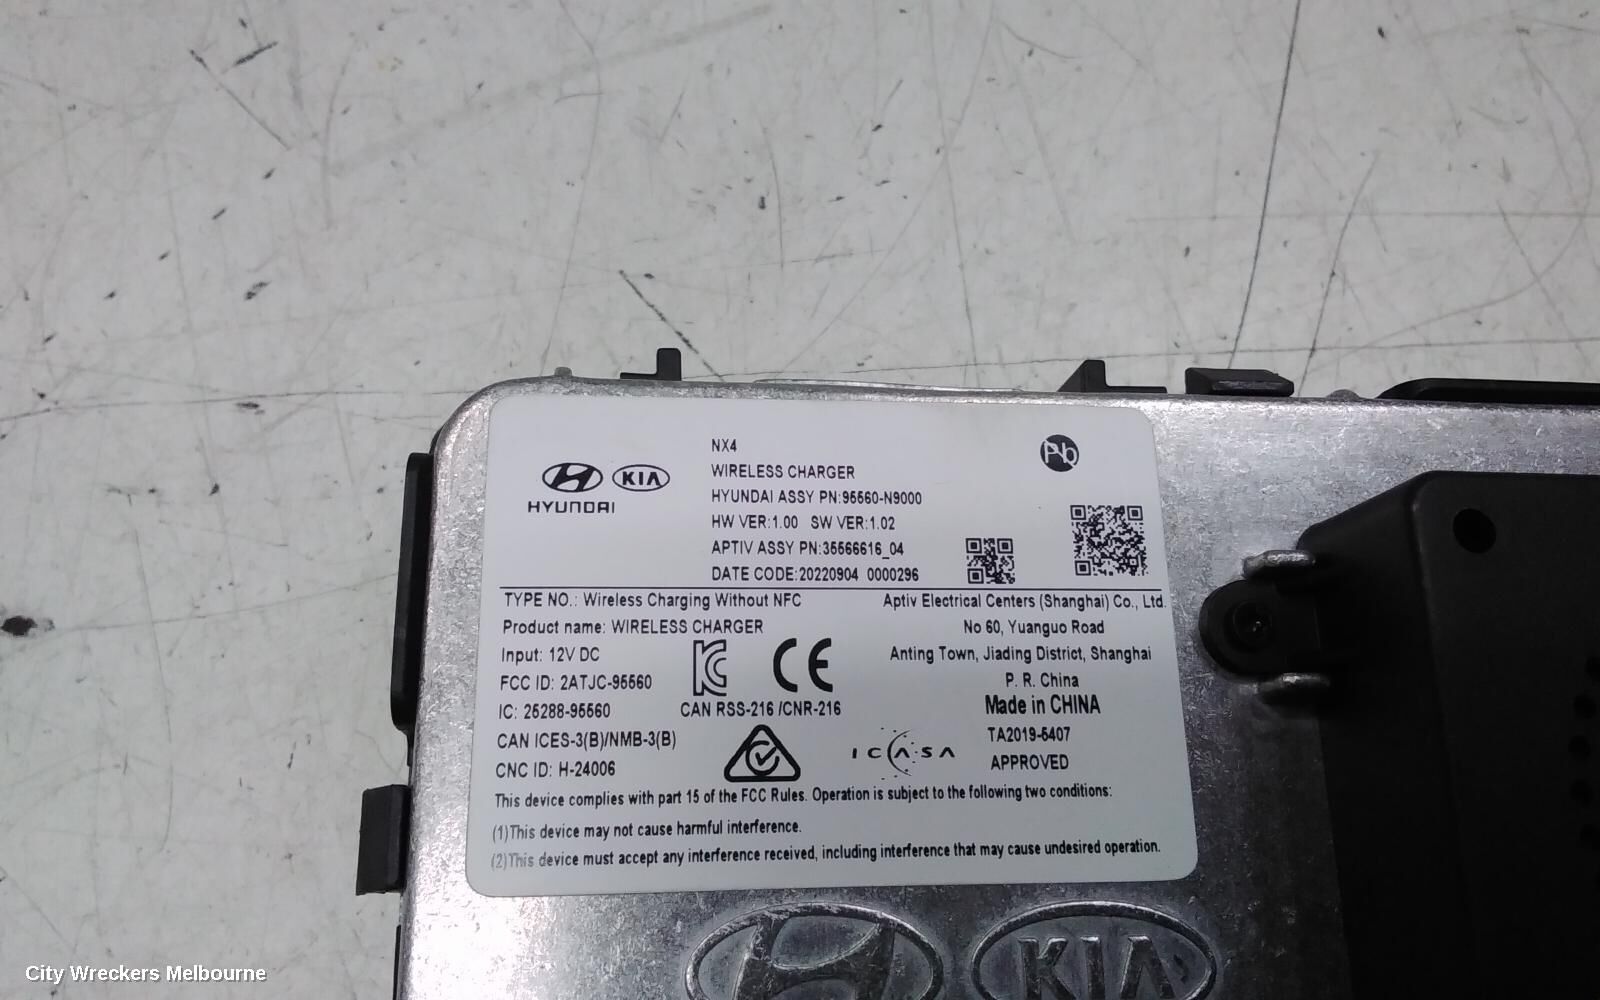 NX4
WIRELESS CHARGER
HYUNDAI ASSY PN:95560-N9000
HW VER:1.00 SW VER:1.02
APTIV ASSY PN:35566616_04
DATE CODE:20220904 0000296
HYUNDAI
KIA
Pb
TYPE NO.: Wireless Charging Without NFC
Product name: WIRELESS CHARGER
Input: 12V DC
FCC ID: 2ATJC-95560
IC: 25288-95560
CAN ICES-3(B)/NMB-3(B)
CNC ID: H-24006
CE
CAN RSS-216 /CNR-216
ICASA
Aptiv Electrical Centers (Shanghai) Co., Ltd.
No 60, Yuanguo Road
Anting Town, Jiading District, Shanghai
P. R. China
Made in CHINA
TA2019-5407
APPROVED
This device complies with part 15 of the FCC Rules. Operation is subject to the following two conditions:
(1)This device may not cause harmful interference.
(2)This device must accept any interference received, including interference that may cause undesired operation.
KIA
City Wreckers Melbourne